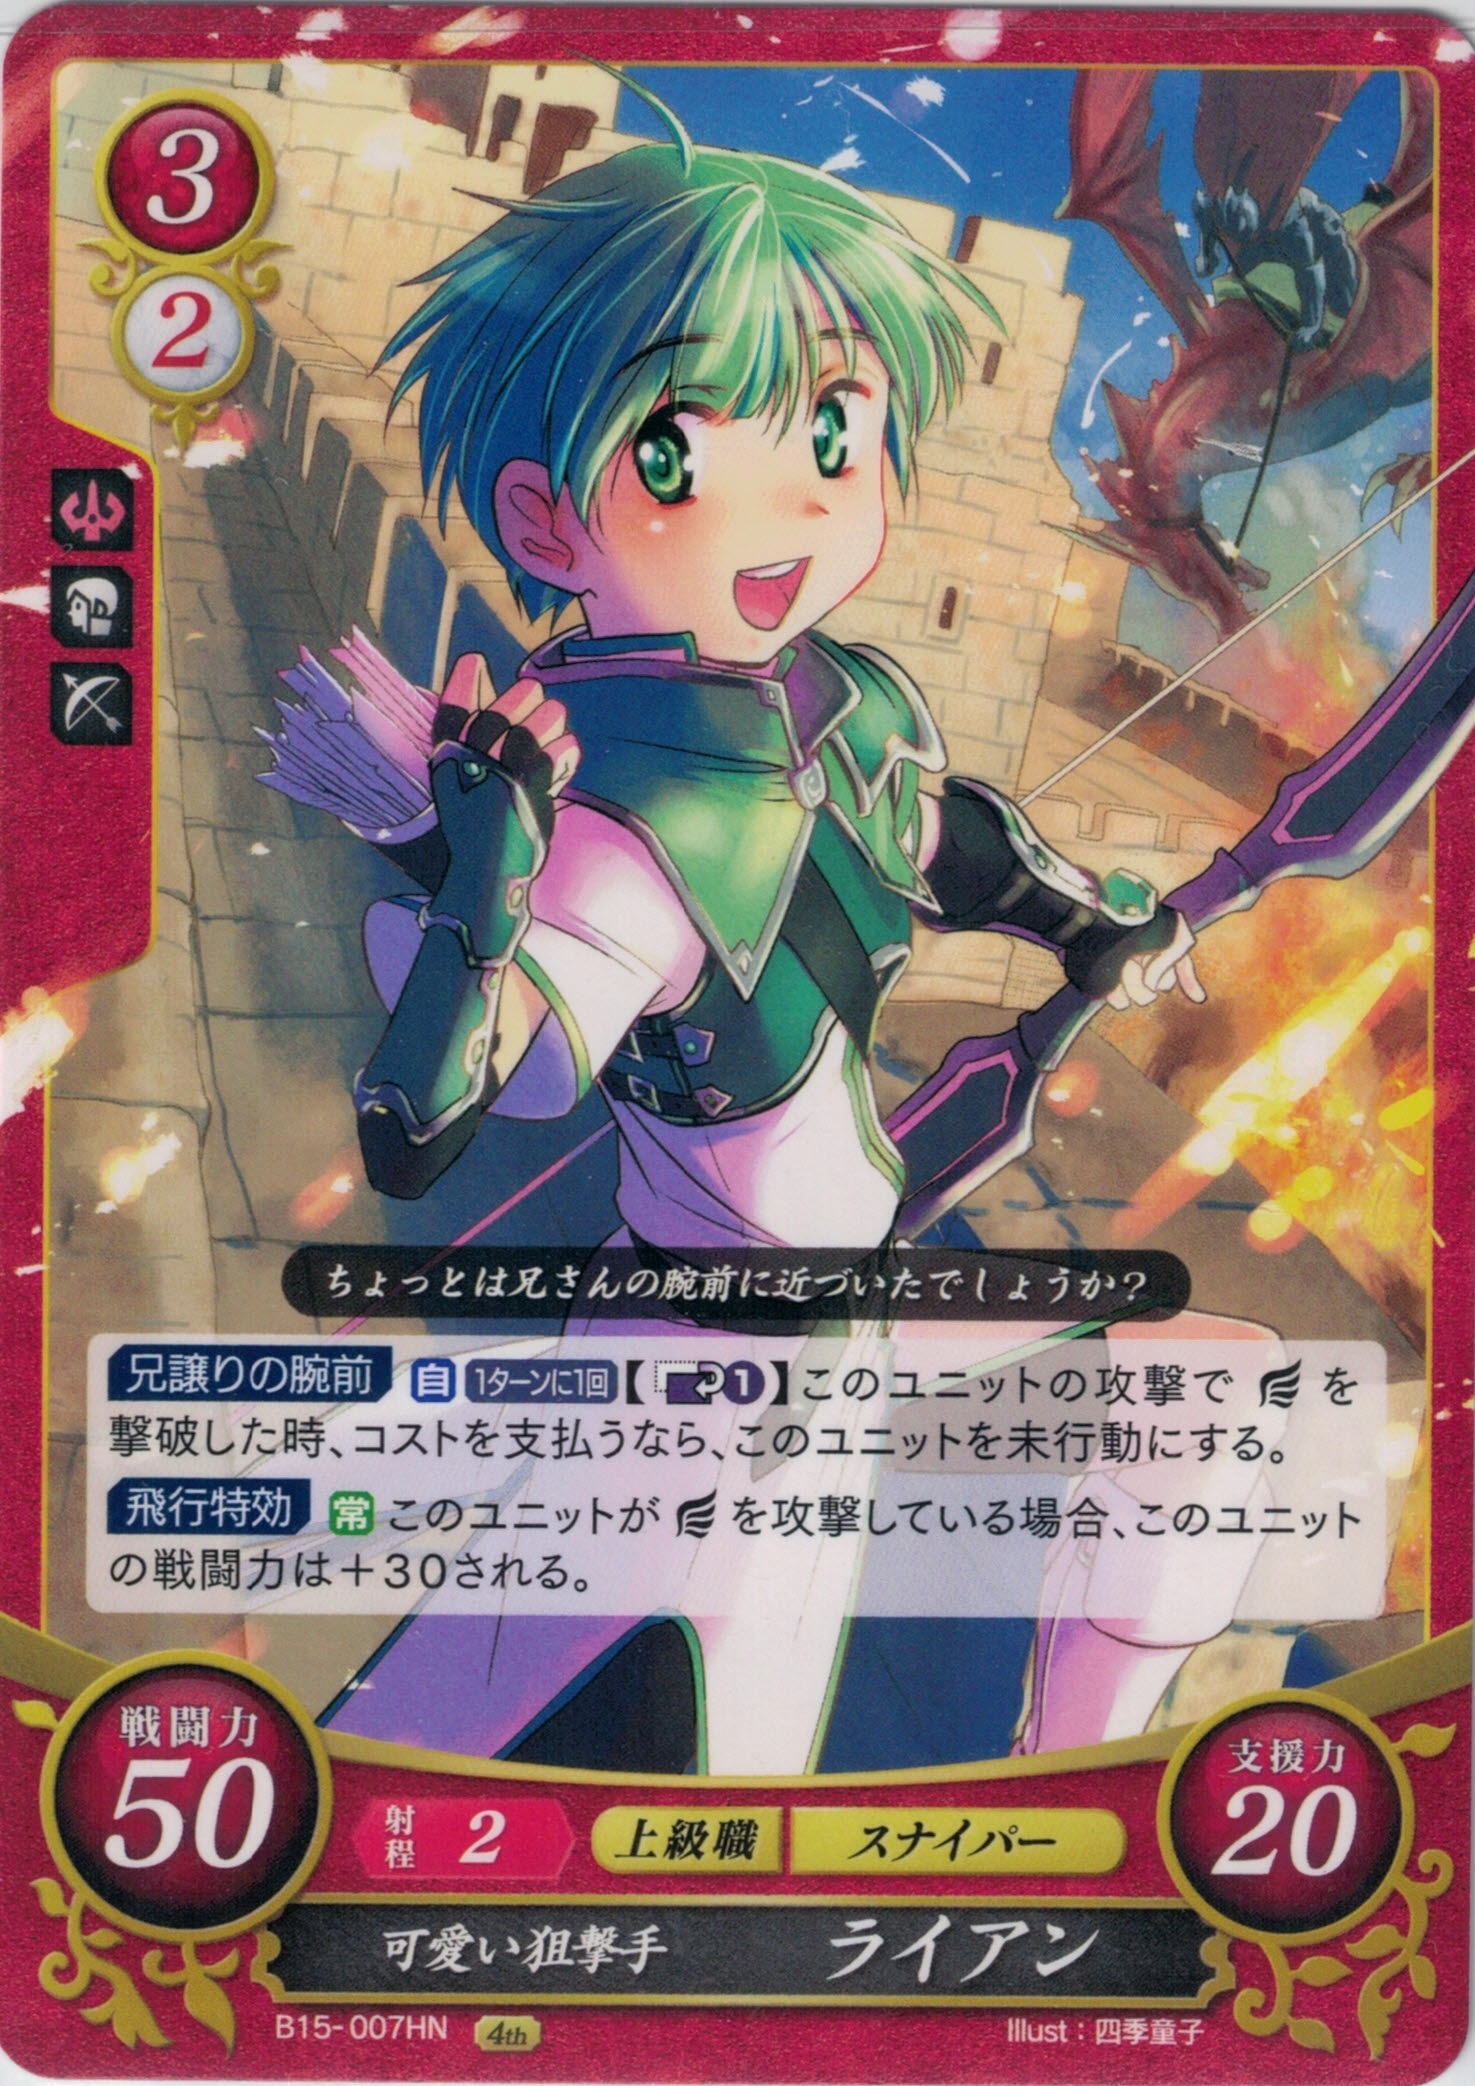 3
2
ちょっとは兄さんの腕前に近づいたでしょうか?
兄譲りの腕前 自 1ターンに1回【 1】このユニットの攻撃で を
撃破した時、コストを支払うなら、このユニットを未行動にする。
飛行特効 常 このユニットが を攻撃している場合、このユニット
の戦闘力は+30される。
戦闘力
50
射程 2
上級職 スナイパー
支援力
20
可愛い狙撃手 ライアン
B15-007HN 4th
Illust:四季童子